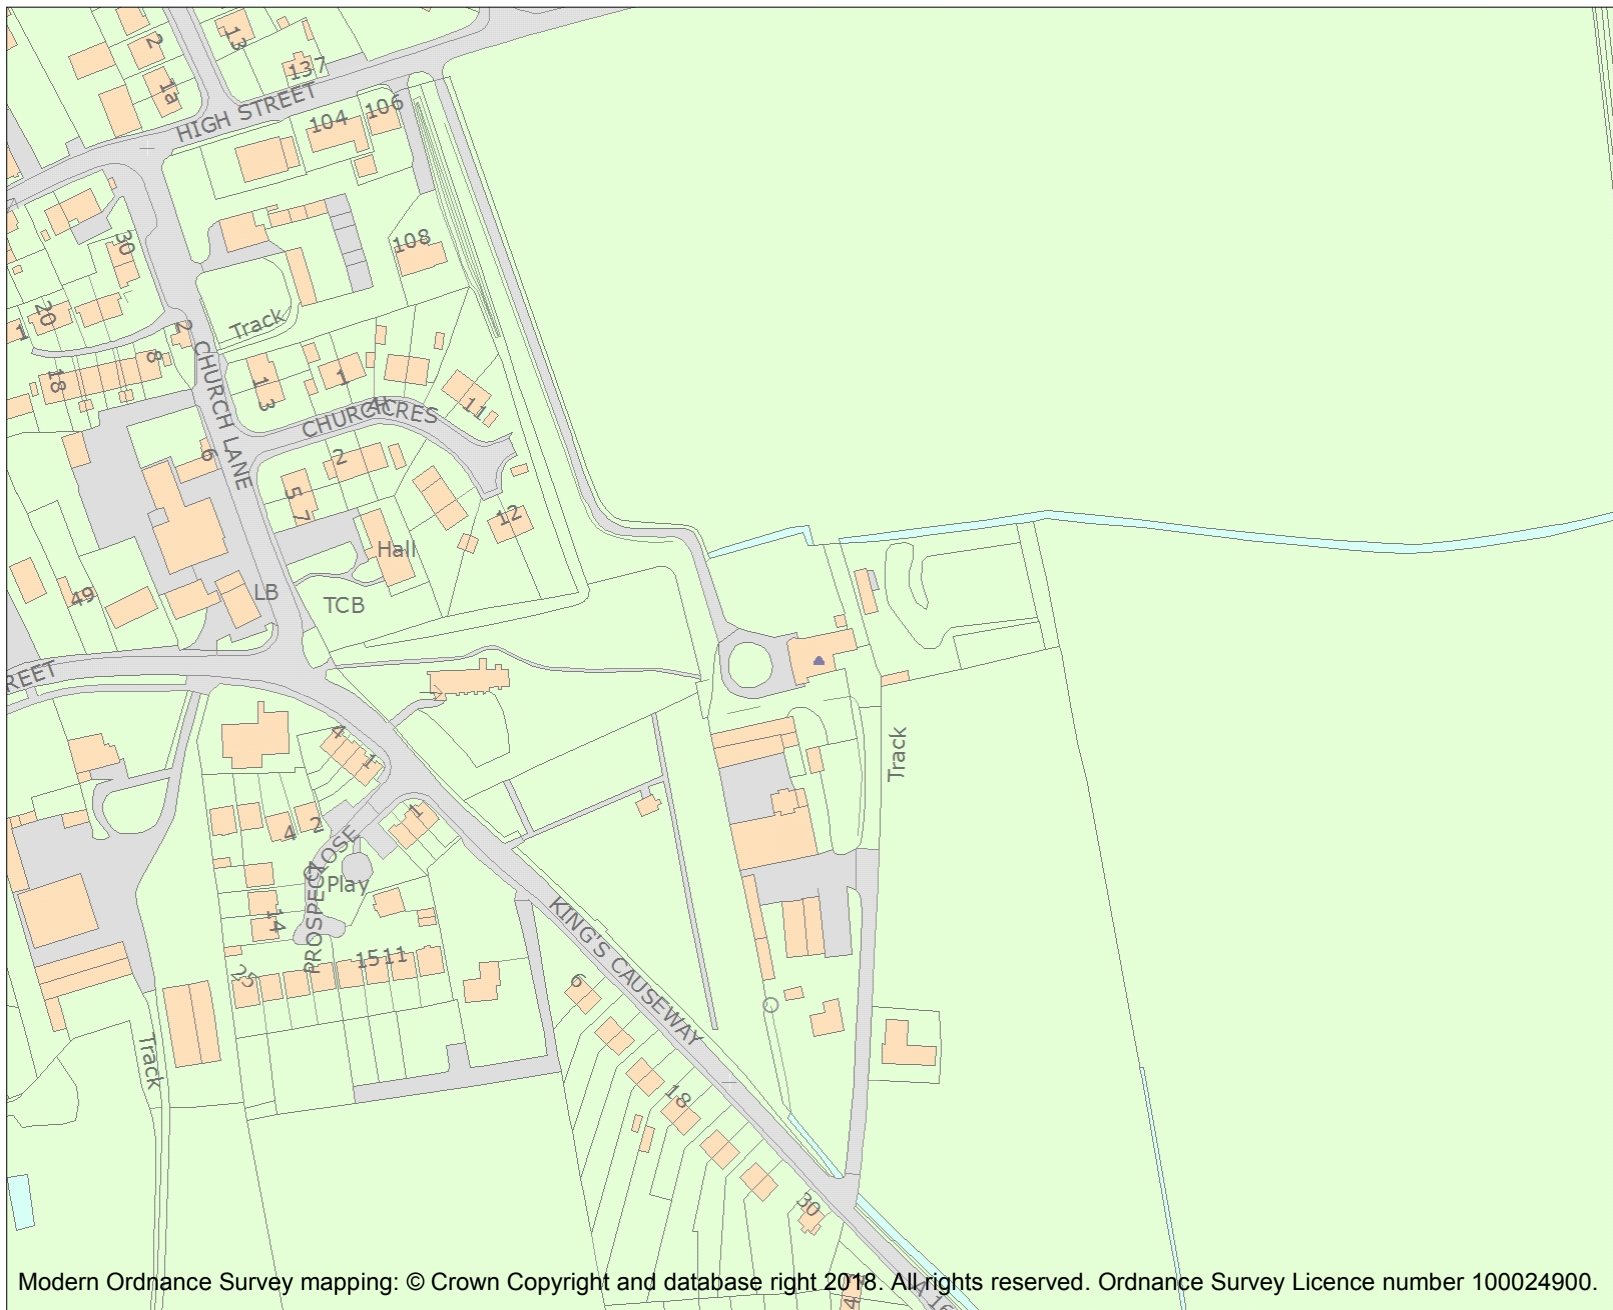 2
13
137
1a
HIGH STREET
104
106
30
108
20
1
Track
2
CHURCH LANE
8
18
13
1
11
CHURCH ACRES
6
2
5
7
12
Hall
49
LB
TCB
REET
4
1
Track
1
4
2
PROSPECT CLOSE
Play
14
15 11
25
KING'S CAUSEWAY
6
Track
18
30
Modern Ordnance Survey mapping: © Crown Copyright and database right 2018. All rights reserved. Ordnance Survey Licence number 100024900.